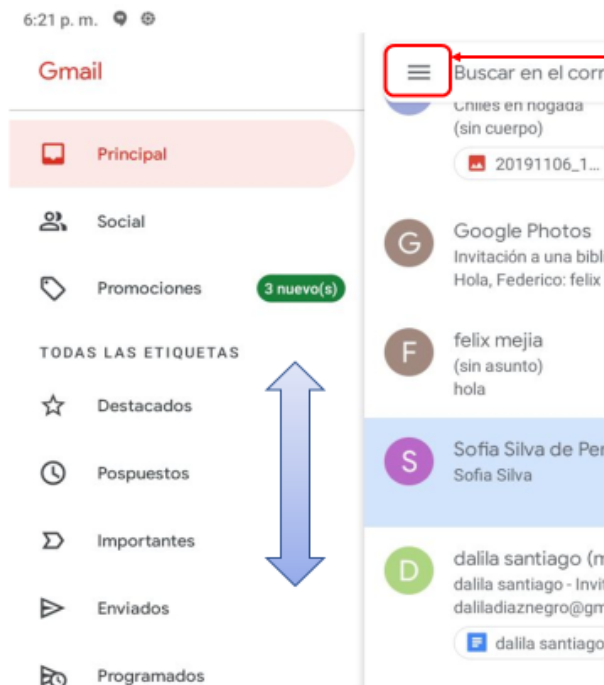 6:21 p. m.
Gmail
Principal
Social
Promociones
3 nuevo(s)
TODAS LAS ETIQUETAS
Destacados
Pospuestos
Importantes
Enviados
Programados
Buscar en el corr
Chiles en nogada
(sin cuerpo)
20191106_1...
G
Google Photos
Invitación a una bibl
Hola, Federico: felix
F
felix mejia
(sin asunto)
hola
S
Sofia Silva de Per
Sofia Silva
D
dalila santiago (m
dalila santiago - Invit
daliladiaznegro@gm
dalila santiago